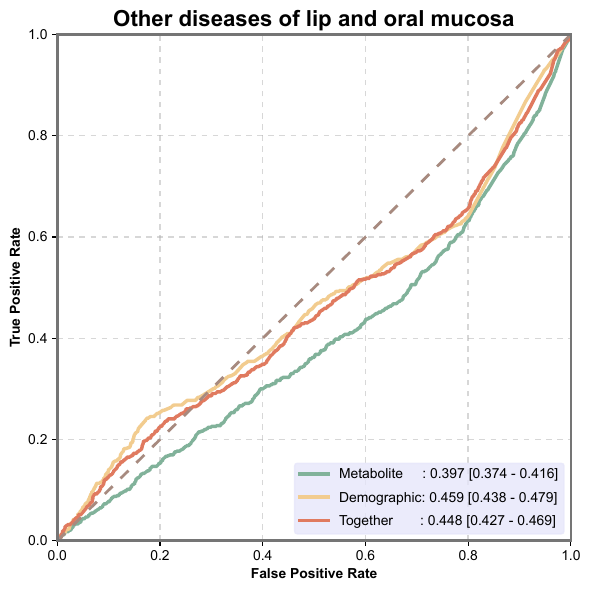 Other diseases of lip and oral mucosa
True Positive Rate
1.0
0.8
0.6
0.4
0.2
0.0
Metabolite : 0.397 [0.374 - 0.416]
Demographic: 0.459 [0.438 - 0.479]
Together : 0.448 [0.427 - 0.469]
0.0 0.2 0.4 0.6 0.8 1.0
False Positive Rate